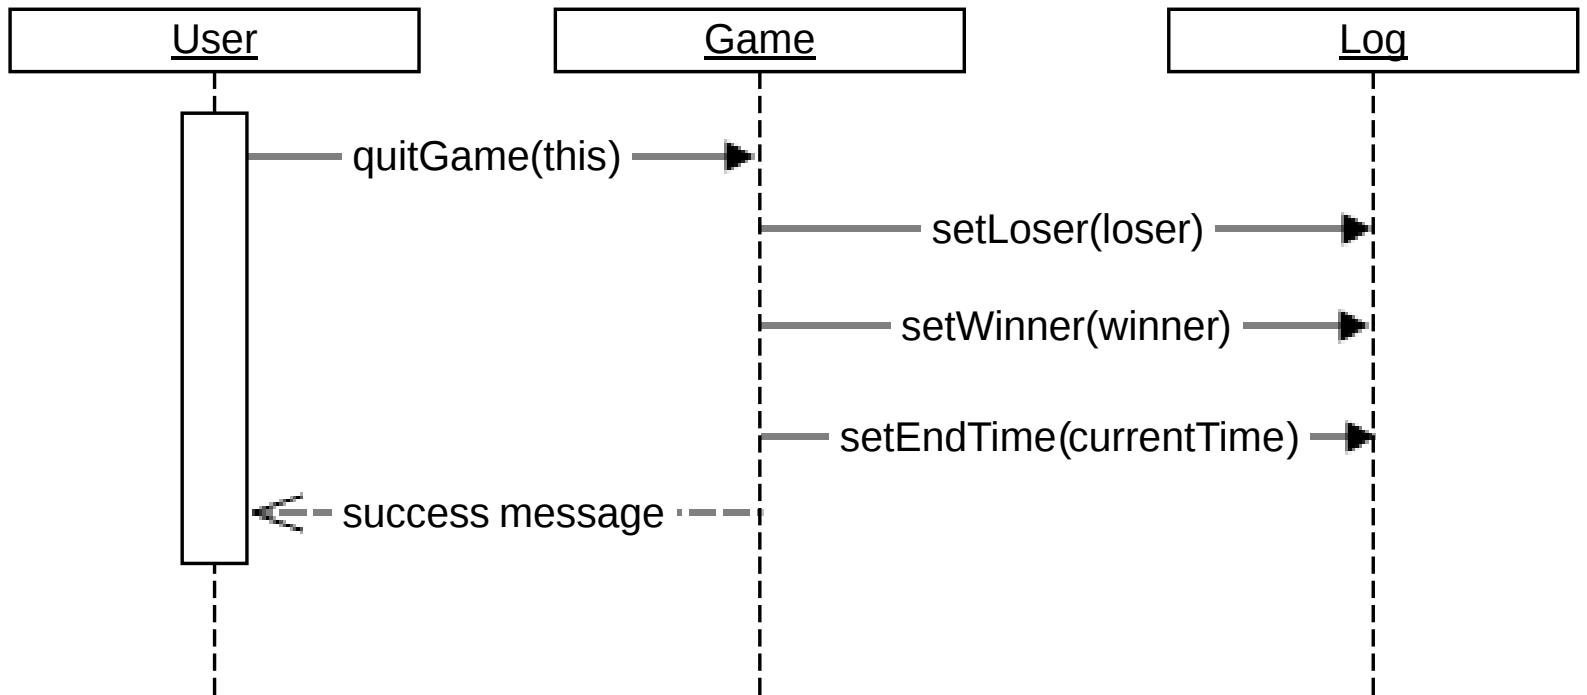 User
Game
Log
quitGame(this)
setLoser(loser)
setWinner(winner)
setEndTime(currentTime)
success message